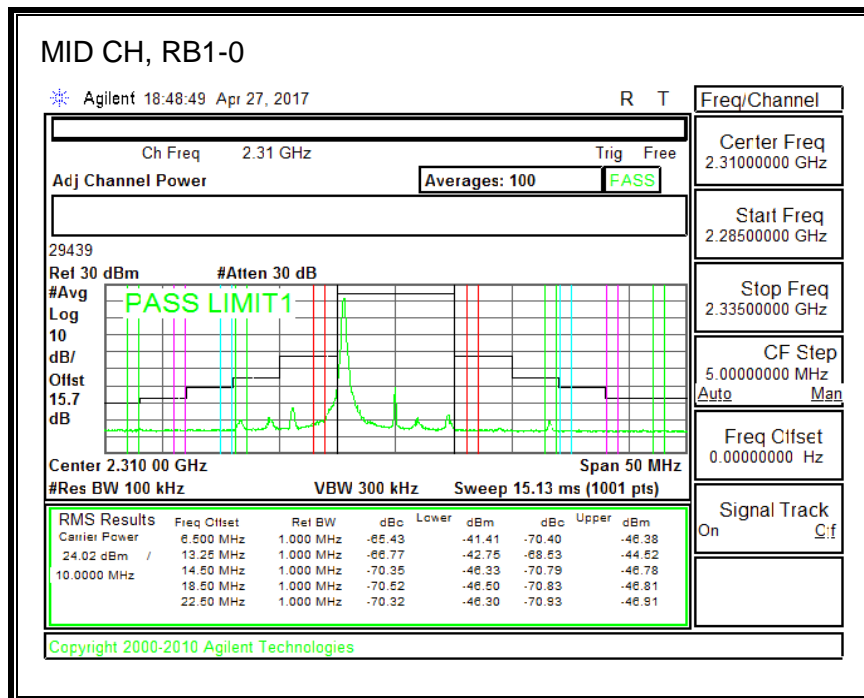 MID CH, RB1-0
Agilent 18:48:49 Apr 27, 2017 R T
Freq/Channel
Ch Freq 2.31 GHz Trig Free
Adj Channel Power Averages: 100 PASS
Center Freq
2.31000000 GHz
Start Freq
2.28500000 GHz
Stop Freq
2.33500000 GHz
CF Step
5.00000000 MHz
Auto Man
Freq Offset
0.00000000 Hz
Signal Track
On Off
29439
Ref 30 dBm #Atten 30 dB
#Avg
Log
10
dB/
Offst
15.7
dB
PASS LIMIT1
Center 2.310 00 GHz Span 50 MHz
#Res BW 100 kHz VBW 300 kHz Sweep 15.13 ms (1001 pts)
RMS Results Freq Offset Ref BW dBc Lower dBm dBc Upper dBm
Carrier Power 6.500 MHz 1.000 MHz -65.43 -41.41 -70.40 -46.38
24.02 dBm / 13.25 MHz 1.000 MHz -66.77 -42.75 -68.53 -44.52
10.0000 MHz 14.50 MHz 1.000 MHz -70.35 -46.33 -70.79 -46.78
18.50 MHz 1.000 MHz -70.52 -46.50 -70.83 -46.81
22.50 MHz 1.000 MHz -70.32 -46.30 -70.93 -46.91
Copyright 2000-2010 Agilent Technologies